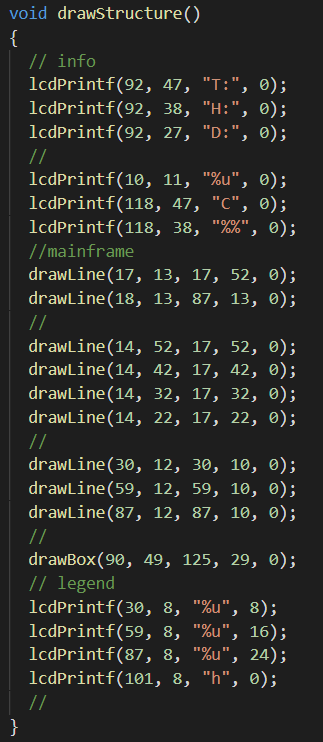 void drawStructure()
{
  // info
  lcdPrintf(92, 47, "T:", 0);
  lcdPrintf(92, 38, "H:", 0);
  lcdPrintf(92, 27, "D:", 0);
  //
  lcdPrintf(10, 11, "%u", 0);
  lcdPrintf(118, 47, "C", 0);
  lcdPrintf(118, 38, "%%", 0);
  //mainframe
  drawLine(17, 13, 17, 52, 0);
  drawLine(18, 13, 87, 13, 0);
  //
  drawLine(14, 52, 17, 52, 0);
  drawLine(14, 42, 17, 42, 0);
  drawLine(14, 32, 17, 32, 0);
  drawLine(14, 22, 17, 22, 0);
  //
  drawLine(30, 12, 30, 10, 0);
  drawLine(59, 12, 59, 10, 0);
  drawLine(87, 12, 87, 10, 0);
  //
  drawBox(90, 49, 125, 29, 0);
  // legend
  lcdPrintf(30, 8, "%u", 8);
  lcdPrintf(59, 8, "%u", 16);
  lcdPrintf(87, 8, "%u", 24);
  lcdPrintf(101, 8, "h", 0);
  //
}